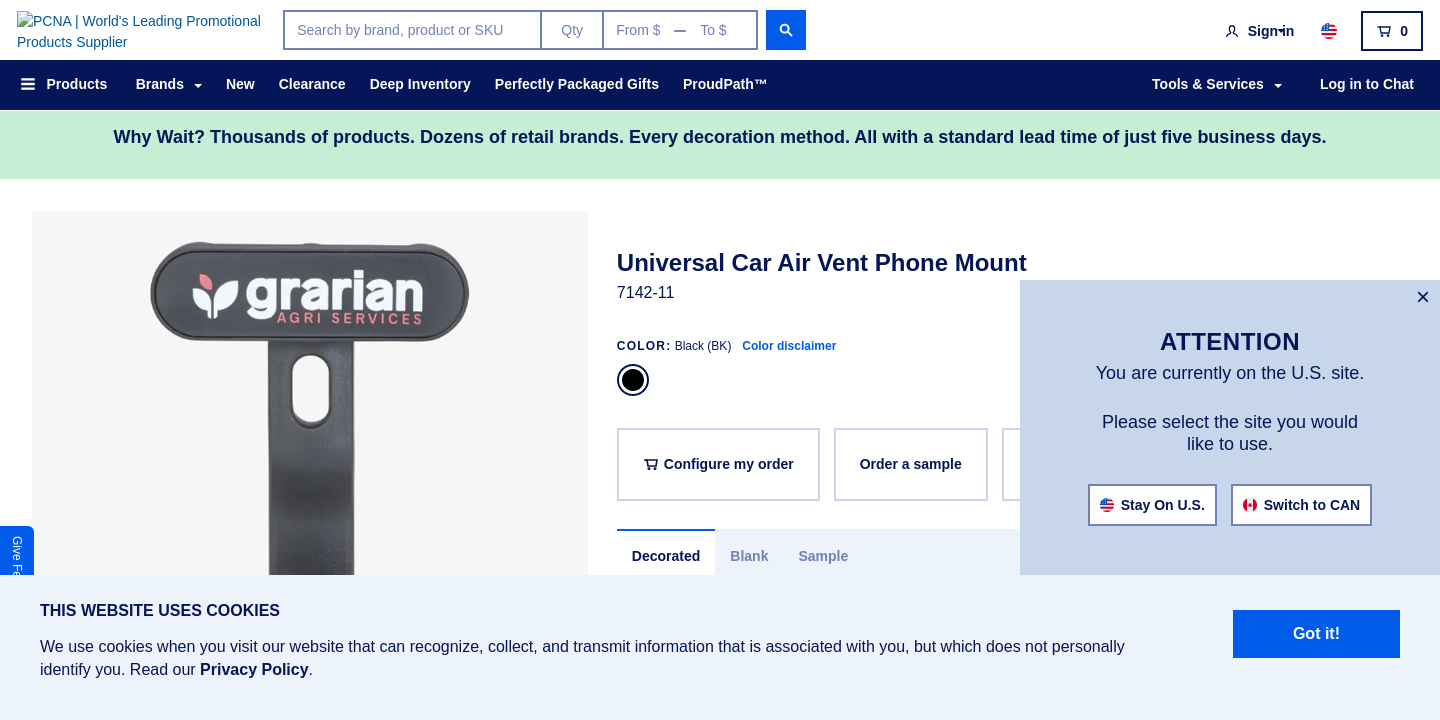 PCNA | World's Leading Promotional
Products Supplier
Search by brand, product or SKU
Qty
From $
To $
Sign in
0
Products
Brands
New
Clearance
Deep Inventory
Perfectly Packaged Gifts
ProudPath™
Tools & Services
Log in to Chat
Why Wait? Thousands of products. Dozens of retail brands. Every decoration method. All with a standard lead time of just five business days.
grarian
AGRI SERVICES
Universal Car Air Vent Phone Mount
7142-11
COLOR: Black (BK) Color disclaimer
Configure my order
Order a sample
Decorated
Blank
Sample
×
ATTENTION
You are currently on the U.S. site.
Please select the site you would
like to use.
Stay On U.S.
Switch to CAN
Give
THIS WEBSITE USES COOKIES
We use cookies when you visit our website that can recognize, collect, and transmit information that is associated with you, but which does not personally
identify you. Read our Privacy Policy.
Got it!